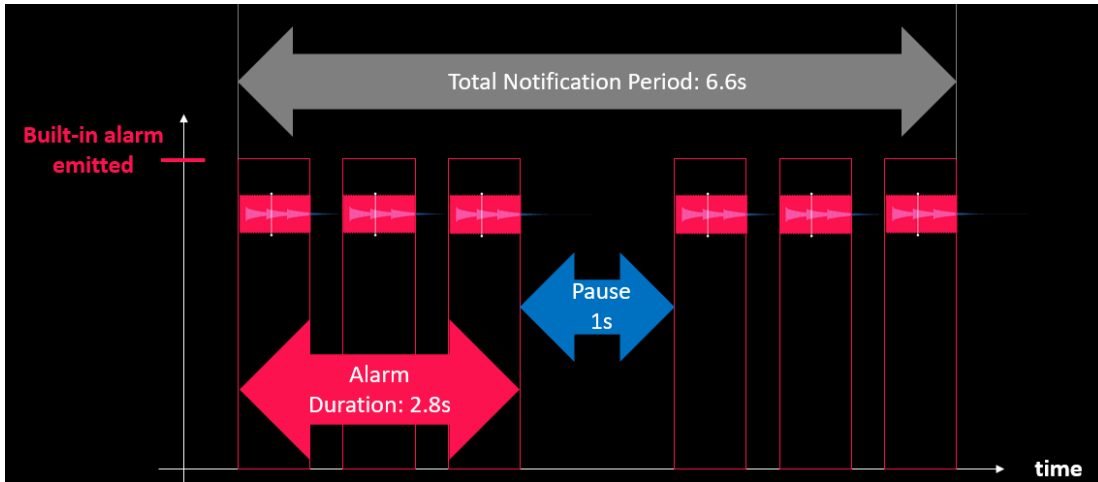 Total Notification Period: 6.6s
Built-in alarm
emitted
Pause
1s
Alarm
Duration: 2.8s
time